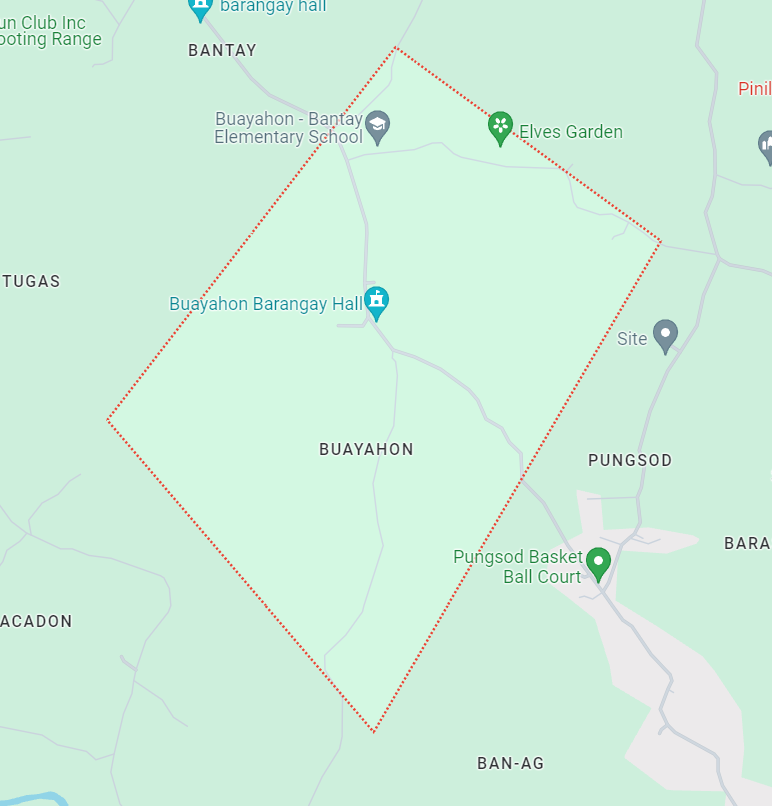 barangay hall
un Club Inc
ooting Range
BANTAY
Pinil
Buayahon - Bantay
Elementary School
Elves Garden
TUGAS
Buayahon Barangay Hall
Site
BUAYAHON
PUNGSOD
BARA
Pungsod Basket
Ball Court
ACADON
BAN-AG